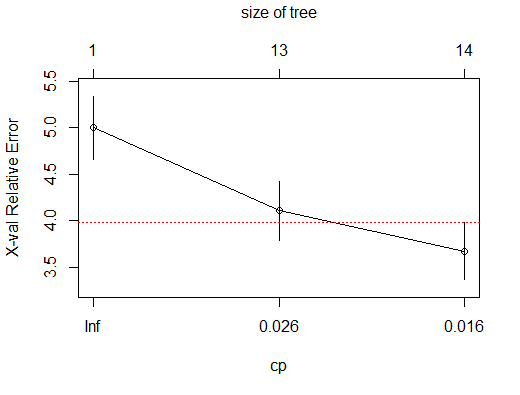 size of tree
1 13 14
5.5
5.0
4.5
4.0
3.5
X-val Relative Error
Inf 0.026 0.016
cp